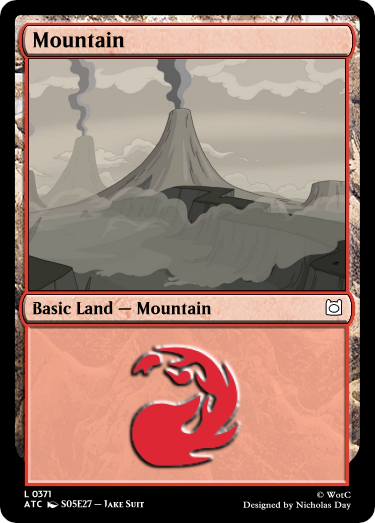 Mountain
Basic Land — Mountain
L 0371
ATC S05E27 — Jake Suit
© WotC
Designed by Nicholas Day